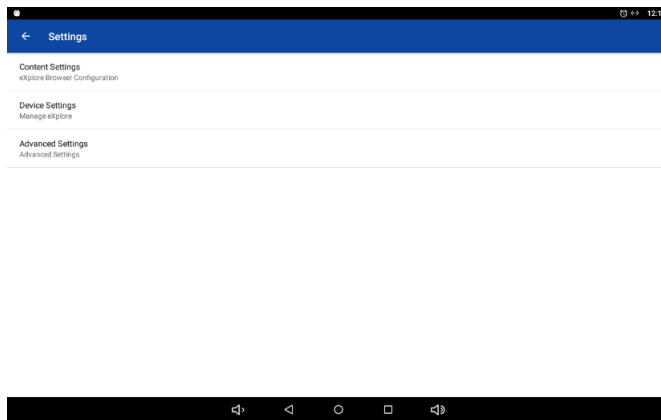 Settings
Content Settings
eXplore Browser Configuration
Device Settings
Manage eXplore
Advanced Settings
Advanced Settings